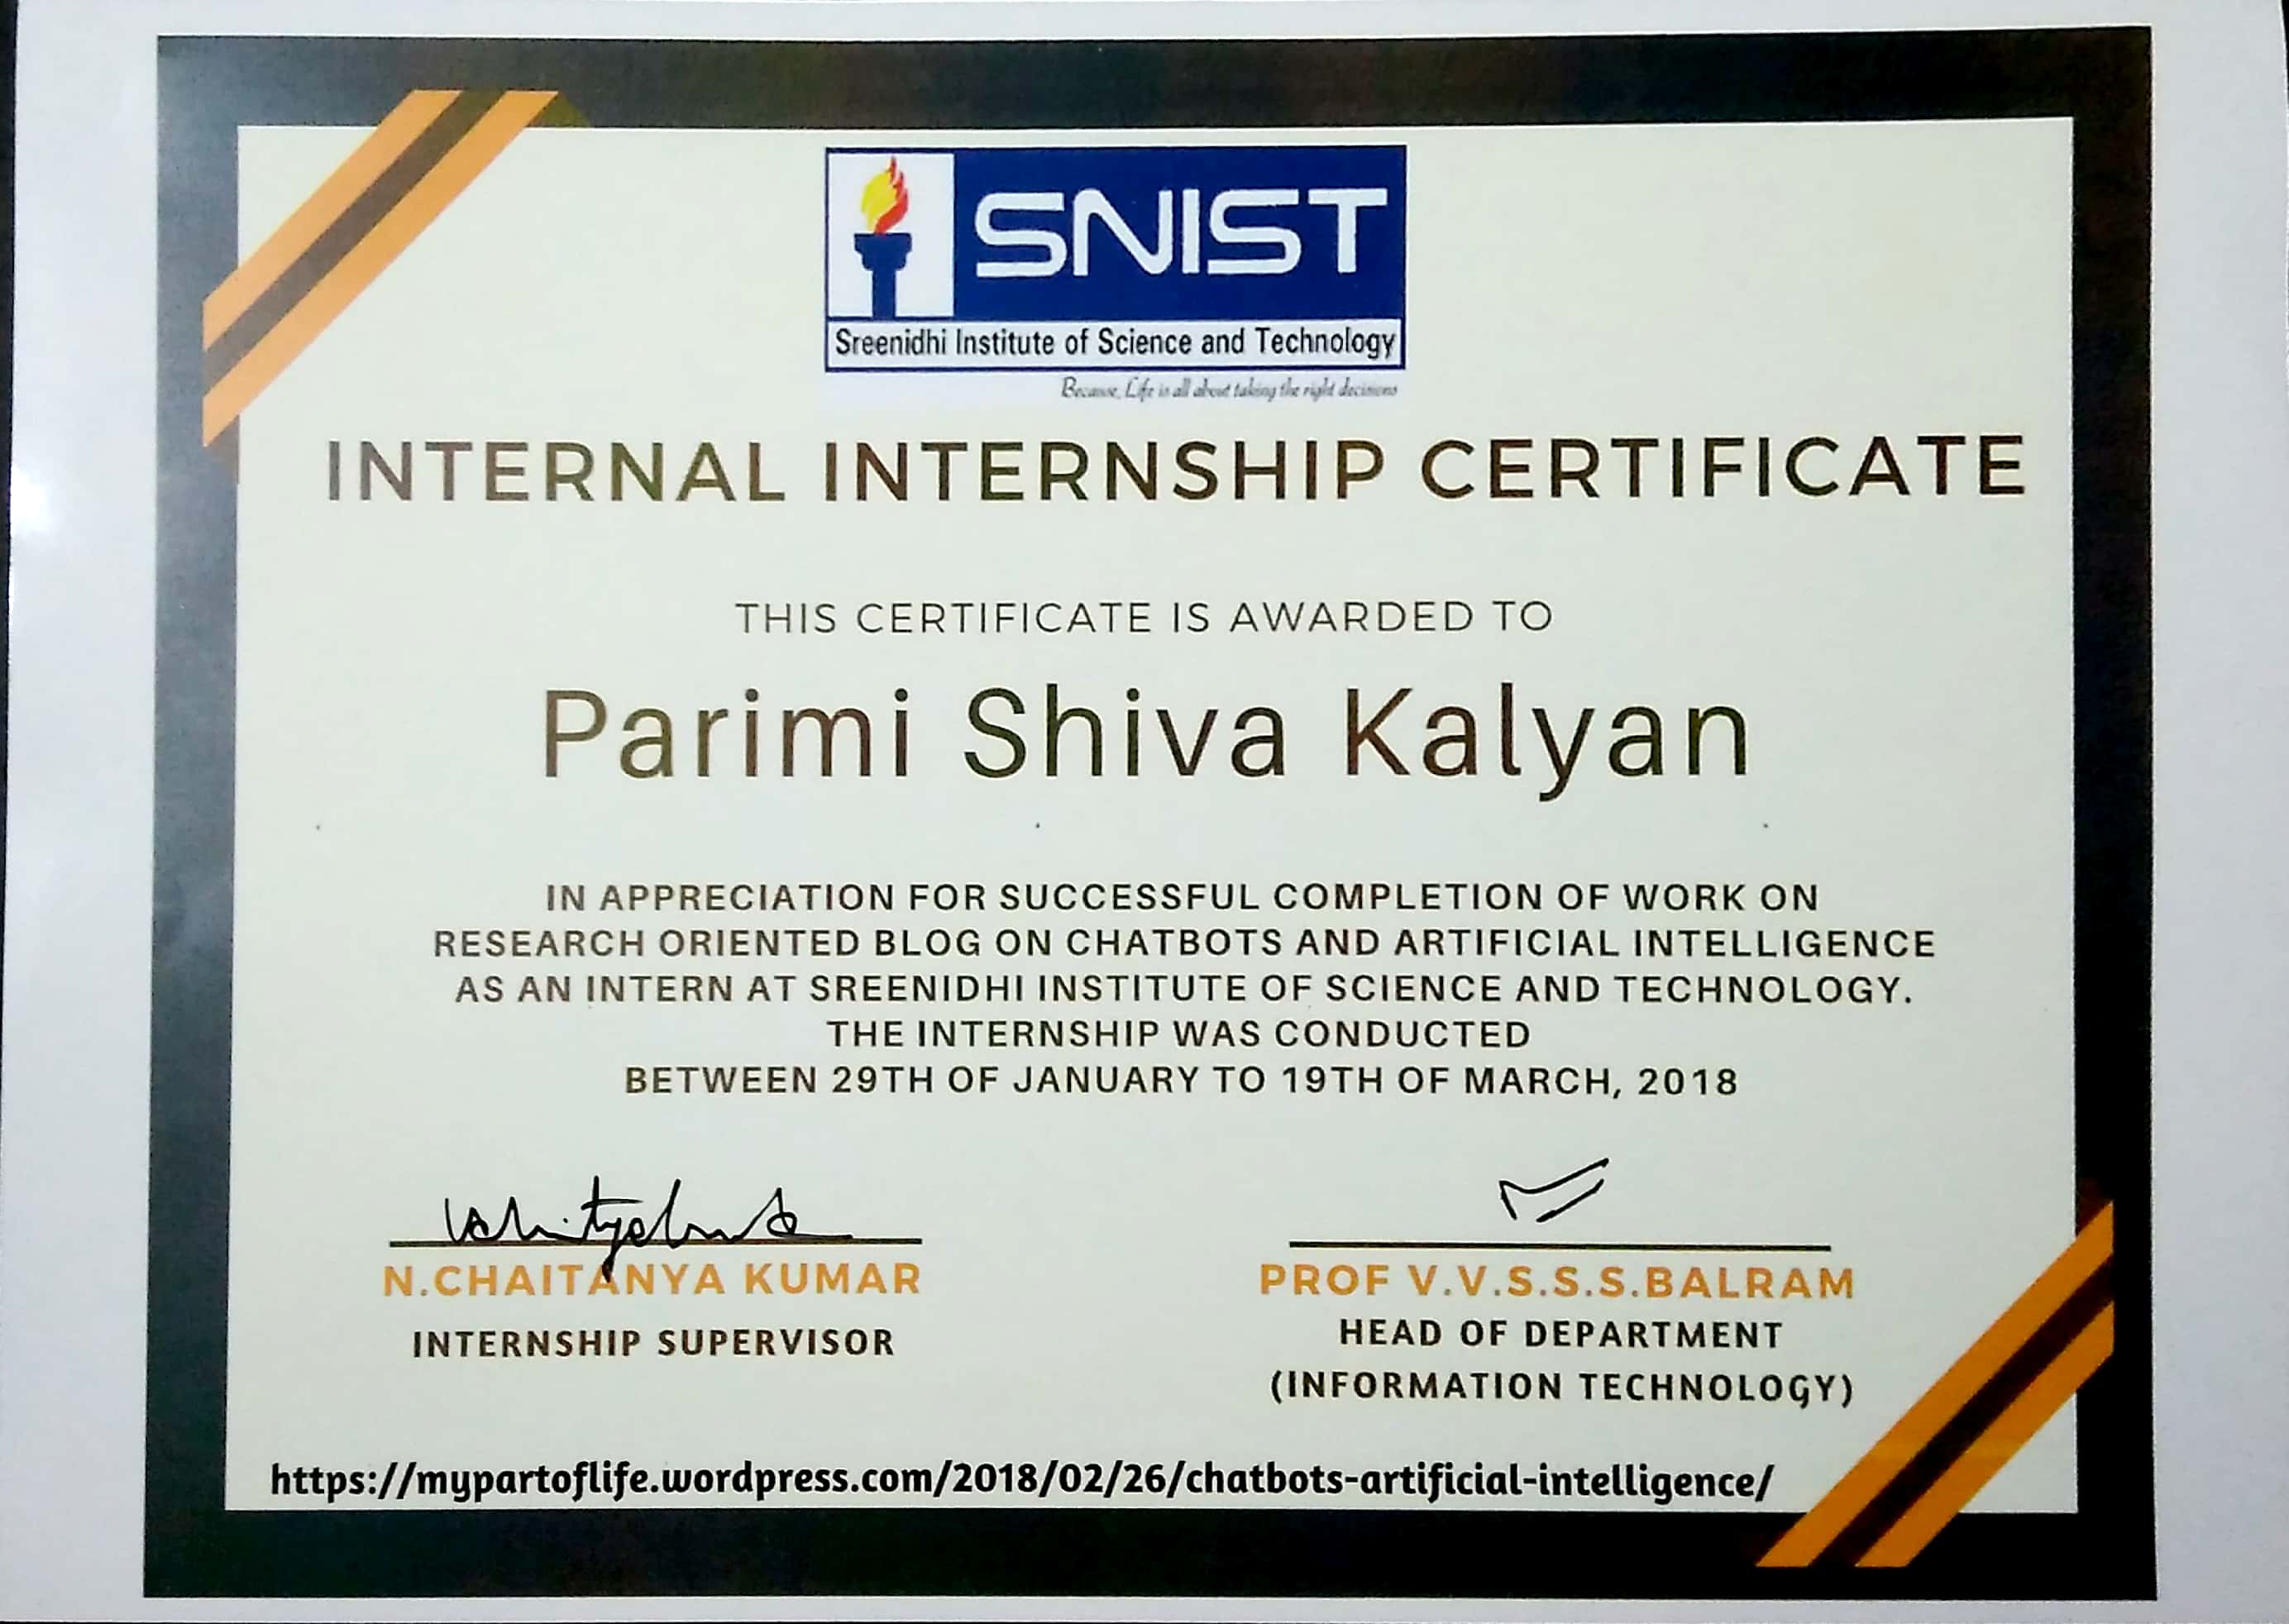 SNIST
Sreenidhi Institute of Science and Technology
Because, Life is all about taking the right decisions
INTERNAL INTERNSHIP CERTIFICATE
THIS CERTIFICATE IS AWARDED TO
Parimi Shiva Kalyan
IN APPRECIATION FOR SUCCESSFUL COMPLETION OF WORK ON
RESEARCH ORIENTED BLOG ON CHATBOTS AND ARTIFICIAL INTELLIGENCE
AS AN INTERN AT SREENIDHI INSTITUTE OF SCIENCE AND TECHNOLOGY.
THE INTERNSHIP WAS CONDUCTED
BETWEEN 29TH OF JANUARY TO 19TH OF MARCH, 2018
N.CHAITANYA KUMAR
INTERNSHIP SUPERVISOR
PROF V.V.S.S.S.BALRAM
HEAD OF DEPARTMENT
(INFORMATION TECHNOLOGY)
https://mypartoflife.wordpress.com/2018/02/26/chatbots-artificial-intelligence/